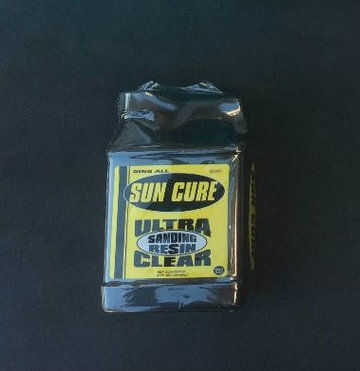 DING ALL
SUN CURE
ULTRA
SANDING
RESIN
CLEAR